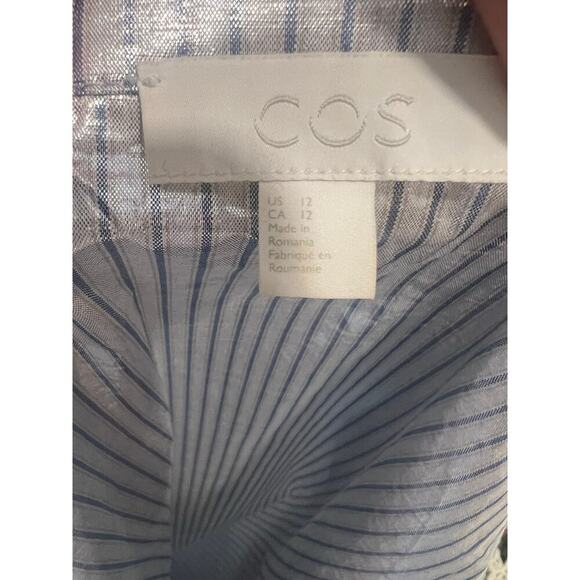 COS
US 12
CA 12
Made in
Romania
Fabriqué en
Roumanie